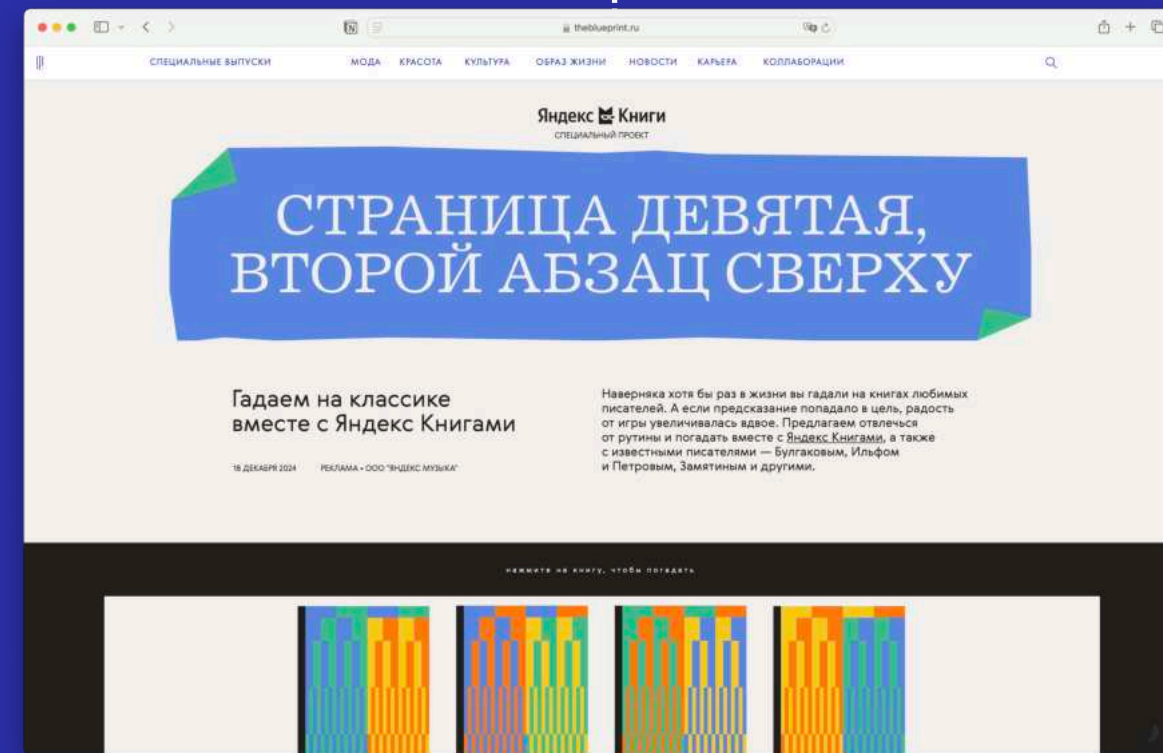 theblueprint.ru
СПЕЦИАЛЬНЫЕ ВЫПУСКИ МОДА КРАСОТА КУЛЬТУРА ОБРАЗ ЖИЗНИ НОВОСТИ КАРЬЕРА КОЛЛАБОРАЦИИ
Яндекс Книги
СПЕЦИАЛЬНЫЙ ПРОЕКТ
СТРАНИЦА ДЕВЯТАЯ,
ВТОРОЙ АБЗАЦ СВЕРХУ
Гадаем на классике
вместе с Яндекс Книгами
18 ДЕКАБРЯ 2024 РЕКЛАМА • ООО "ЯНДЕКС МУЗЫКА"
Наверняка хотя бы раз в жизни вы гадали на книгах любимых
писателей. А если предсказание попадало в цель, радость
от игры увеличивалась вдвое. Предлагаем отвлечься
от рутины и погадать вместе с Яндекс Книгами, а также
с известными писателями — Булгаковым, Ильфом
и Петровым, Замятиным и другими.
нажмите на книгу, чтобы погадать